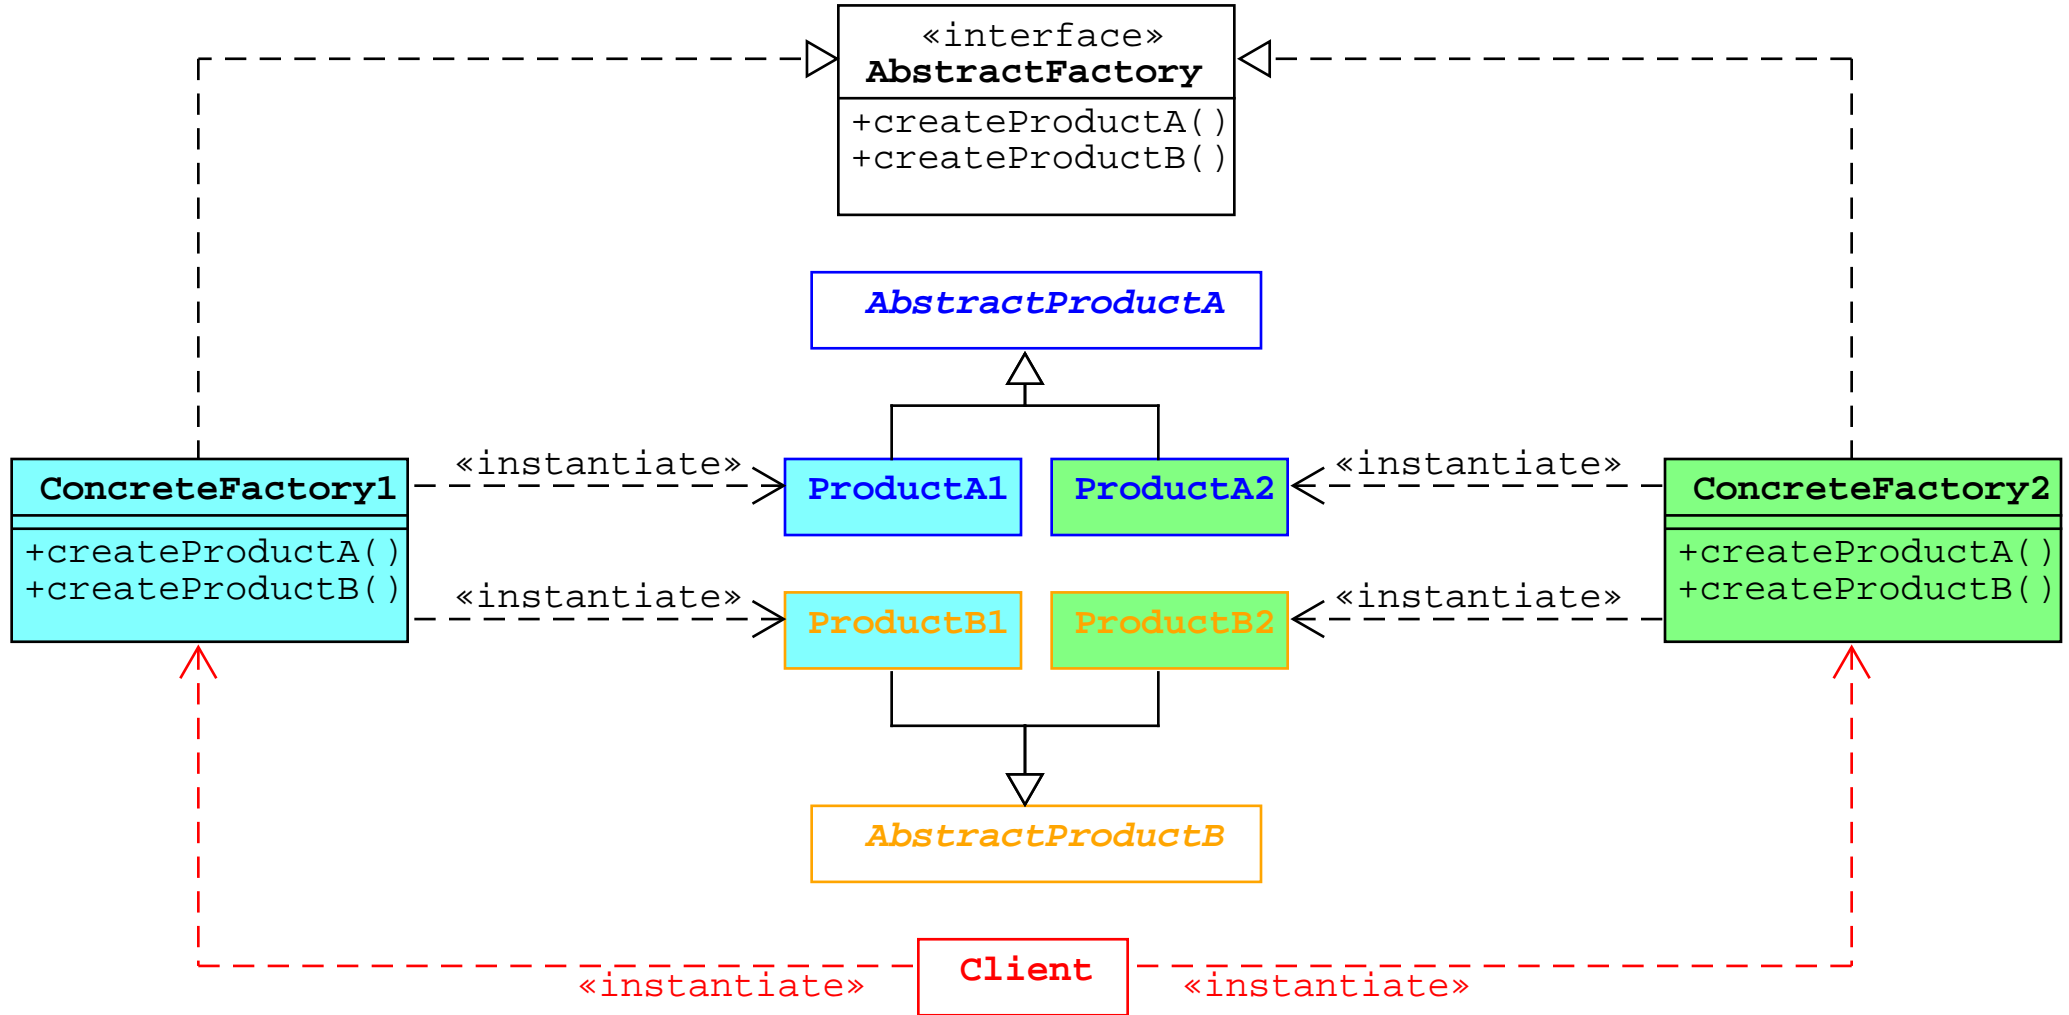 «interface»
AbstractFactory
+createProductA()
+createProductB()
AbstractProductA
«instantiate»
«instantiate»
ConcreteFactory1
ProductA1
ProductA2
ConcreteFactory2
+createProductA()
+createProductB()
+createProductA()
+createProductB()
«instantiate»
«instantiate»
ProductB1
ProductB2
AbstractProductB
Client
«instantiate»
«instantiate»